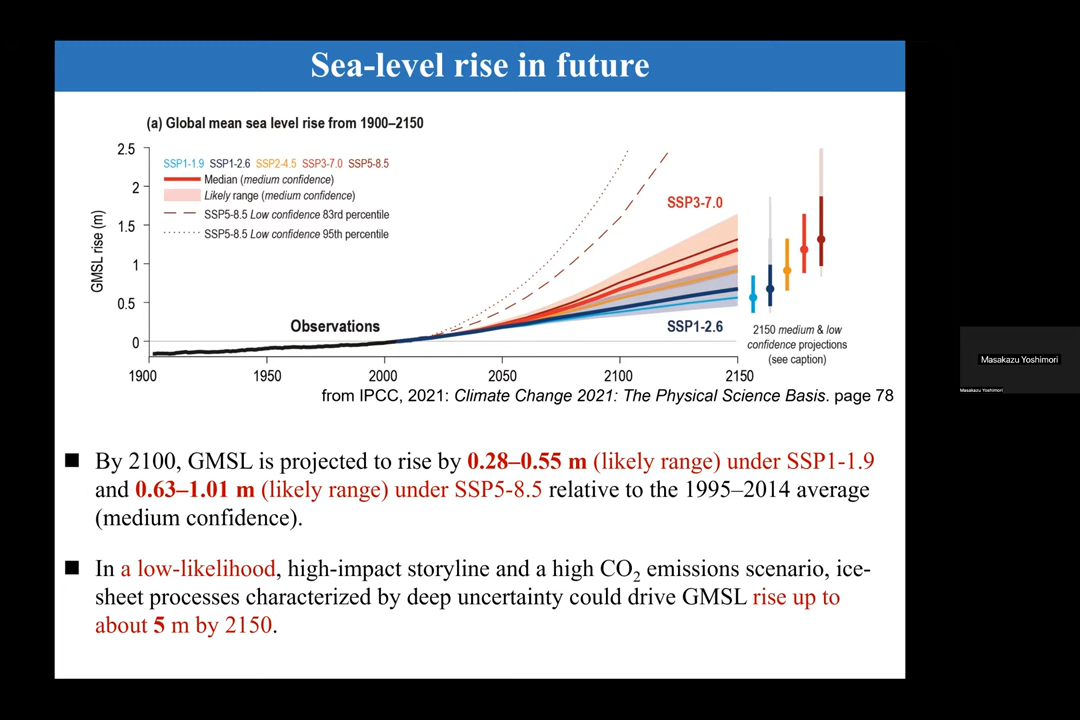 Sea-level rise in future
(a) Global mean sea level rise from 1900–2150
2.5
2
1.5
1
0.5
0
GMSL rise (m)
SSP1-1.9 SSP1-2.6 SSP2-4.5 SSP3-7.0 SSP5-8.5
Median (medium confidence)
Likely range (medium confidence)
SSP5-8.5 Low confidence 83rd percentile
SSP5-8.5 Low confidence 95th percentile
Observations
SSP3-7.0
SSP1-2.6
2150 medium & low
confidence projections
(see caption)
1900 1950 2000 2050 2100 2150
from IPCC, 2021: Climate Change 2021: The Physical Science Basis. page 78
■ By 2100, GMSL is projected to rise by 0.28–0.55 m (likely range) under SSP1-1.9
and 0.63–1.01 m (likely range) under SSP5-8.5 relative to the 1995–2014 average
(medium confidence).
■ In a low-likelihood, high-impact storyline and a high CO₂ emissions scenario, ice-
sheet processes characterized by deep uncertainty could drive GMSL rise up to
about 5 m by 2150.
Masakazu Yoshimori
Masakazu Yoshimori